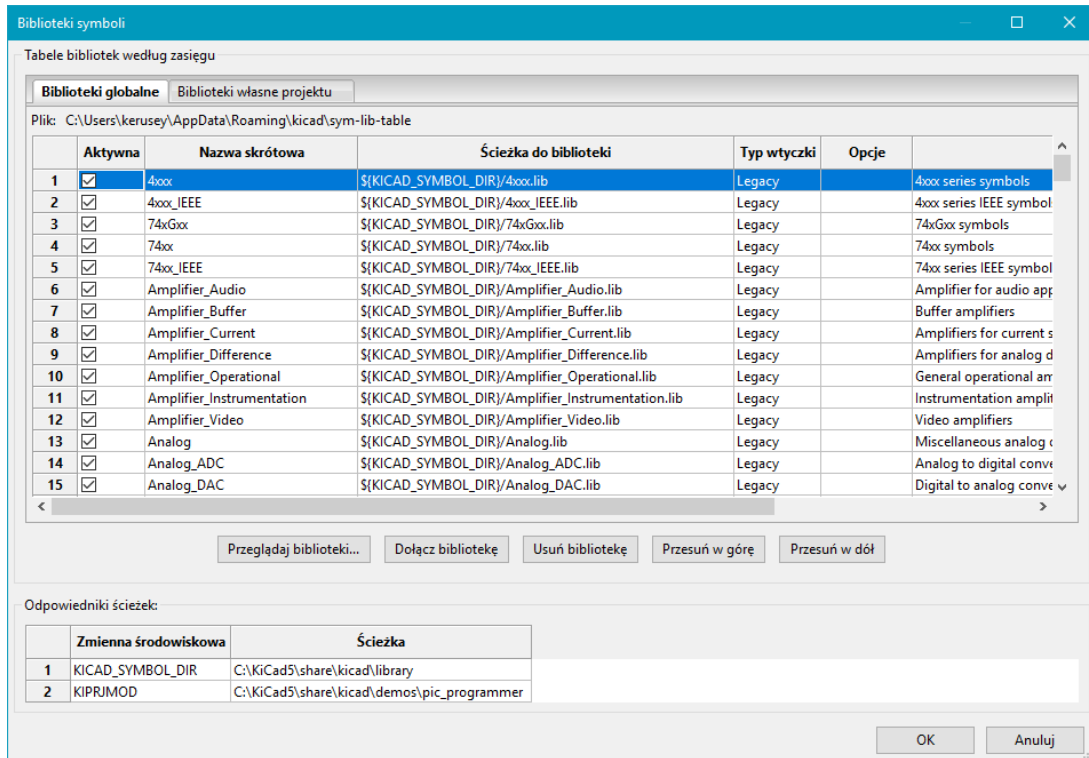 Biblioteki symboli
Tabele bibliotek według zasięgu
Biblioteki globalne Biblioteki własne projektu
Plik: C:\Users\kerusey\AppData\Roaming\kicad\sym-lib-table
Aktywna Nazwa skrótowa Ścieżka do biblioteki Typ wtyczki Opcje
1 4xxx ${KICAD_SYMBOL_DIR}/4xxx.lib Legacy 4xxx series symbols
2 4xxx_IEEE ${KICAD_SYMBOL_DIR}/4xxx_IEEE.lib Legacy 4xxx series IEEE symbol
3 74xGxx ${KICAD_SYMBOL_DIR}/74xGxx.lib Legacy 74xGxx symbols
4 74xx ${KICAD_SYMBOL_DIR}/74xx.lib Legacy 74xx symbols
5 74xx_IEEE ${KICAD_SYMBOL_DIR}/74xx_IEEE.lib Legacy 74xx series IEEE symbol
6 Amplifier_Audio ${KICAD_SYMBOL_DIR}/Amplifier_Audio.lib Legacy Amplifier for audio app
7 Amplifier_Buffer ${KICAD_SYMBOL_DIR}/Amplifier_Buffer.lib Legacy Buffer amplifiers
8 Amplifier_Current ${KICAD_SYMBOL_DIR}/Amplifier_Current.lib Legacy Amplifiers for current s
9 Amplifier_Difference ${KICAD_SYMBOL_DIR}/Amplifier_Difference.lib Legacy Amplifiers for analog d
10 Amplifier_Operational ${KICAD_SYMBOL_DIR}/Amplifier_Operational.lib Legacy General operational am
11 Amplifier_Instrumentation ${KICAD_SYMBOL_DIR}/Amplifier_Instrumentation.lib Legacy Instrumentation amplif
12 Amplifier_Video ${KICAD_SYMBOL_DIR}/Amplifier_Video.lib Legacy Video amplifiers
13 Analog ${KICAD_SYMBOL_DIR}/Analog.lib Legacy Miscellaneous analog d
14 Analog_ADC ${KICAD_SYMBOL_DIR}/Analog_ADC.lib Legacy Analog to digital conve
15 Analog_DAC ${KICAD_SYMBOL_DIR}/Analog_DAC.lib Legacy Digital to analog conve
Przeglądaj biblioteki... Dołącz bibliotekę Usuń bibliotekę Przesuń w górę Przesuń w dół
Odpowiedniki ścieżek:
Zmienna środowiskowa Ścieżka
1 KICAD_SYMBOL_DIR C:\KiCad5\share\kicad\library
2 KIPRJMOD C:\KiCad5\share\kicad\demos\pic_programmer
OK Anuluj